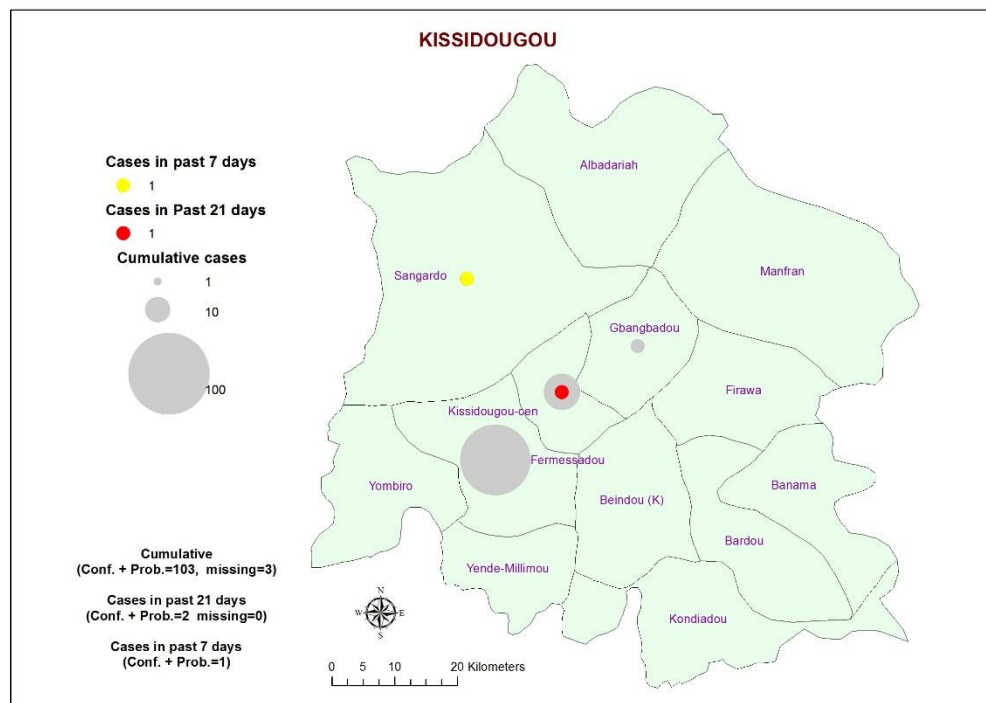 KISSIDOUGOU
Cases in past 7 days
1
Cases in Past 21 days
1
Cumulative cases
1
10
100
Albadariah
Manfran
Sangardo
Gbangbadou
Firawa
Kissidougou-cen
Fermessadou
Yombiro
Beindou (K)
Banama
Bardou
Yende-Millimou
Kondiadou
Cumulative
(Conf. + Prob.=103, missing=3)
Cases in past 21 days
(Conf. + Prob.=2 missing=0)
Cases in past 7 days
(Conf. + Prob.=1)
N
W E
S
0 5 10 20 Kilometers